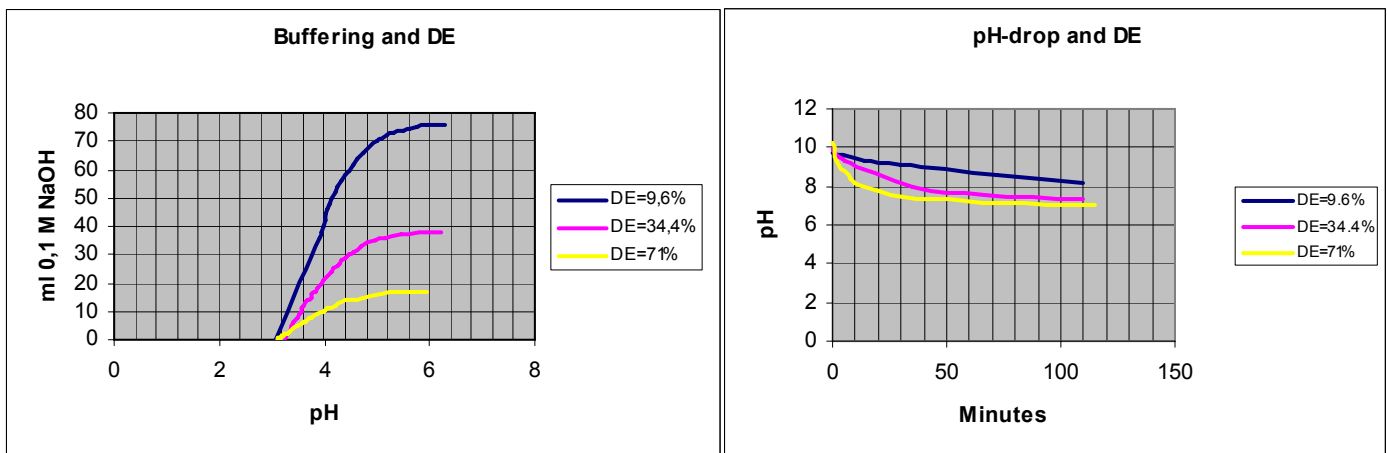 Buffering and DE
ml 0,1 M NaOH
80
70
60
50
40
30
20
10
0
0 2 4 6 8
pH
DE=9,6%
DE=34,4%
DE=71%
pH-drop and DE
pH
12
10
8
6
4
2
0
0 50 100 150
Minutes
DE=9.6%
DE=34.4%
DE=71%